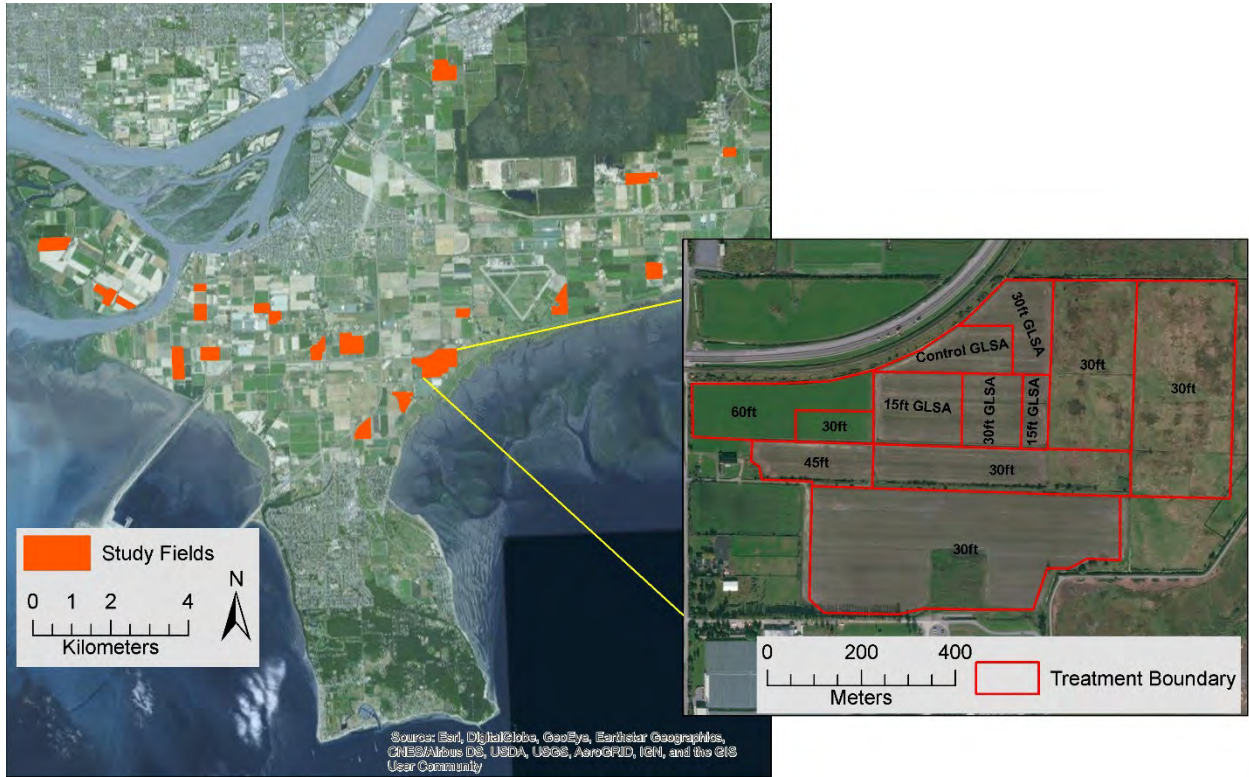 Study Fields
N
0 1 2 4
Kilometers
Source: Esri, DigitalGlobe, GeoEye, Earthstar Geographics,
CNES/Airbus DS, USDA, USGS, AeroGRID, IGN, and the GIS
User Community
30ft GLSA
Control GLSA
30ft
30ft
60ft
30ft
15ft GLSA
30ft GLSA
15ft GLSA
45ft
30ft
30ft
0 200 400
Meters
Treatment Boundary